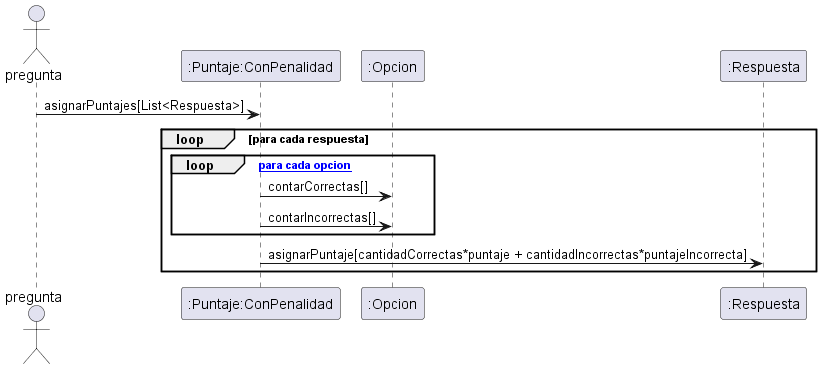 pregunta
:Puntaje:ConPenalidad
:Opcion
:Respuesta
asignarPuntajes[List<Respuesta>]
loop
[para cada respuesta]
loop
para cada opcion
contarCorrectas[]
contarIncorrectas[]
asignarPuntaje[cantidadCorrectas*puntaje + cantidadIncorrectas*puntajeIncorrecta]
pregunta
:Puntaje:ConPenalidad
:Opcion
:Respuesta